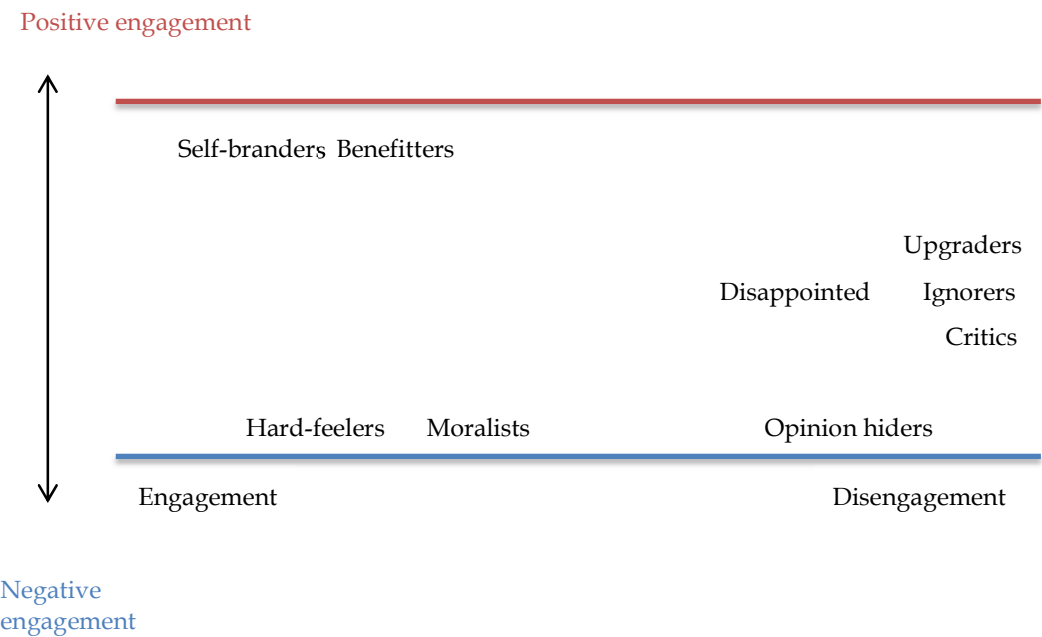 Positive engagement
Self-branders Benefitters
Upgraders
Disappointed Ignorers
Critics
Hard-feelers Moralists Opinion hiders
Engagement Disengagement
Negative
engagement